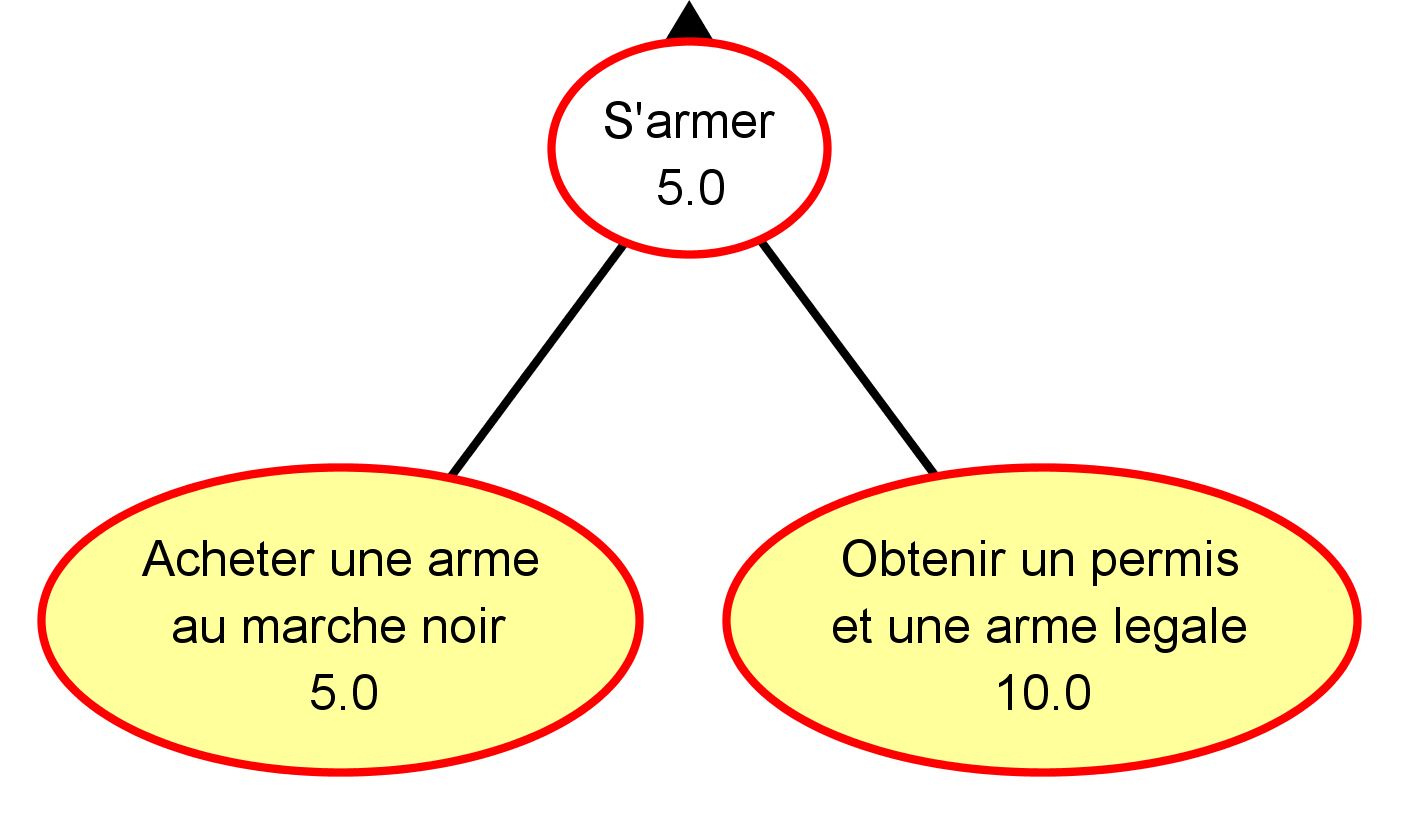 S'armer
5.0
Acheter une arme
au marche noir
5.0
Obtenir un permis
et une arme legale
10.0